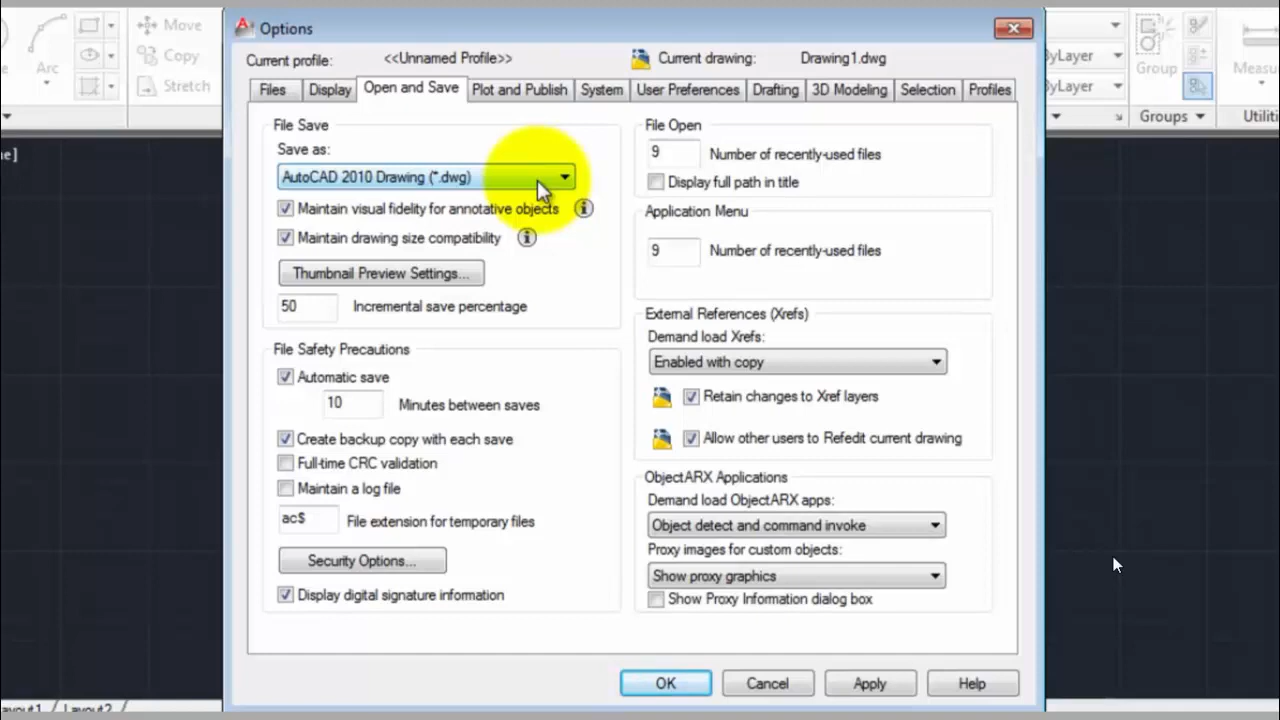 Options
Current profile: <<Unnamed Profile>> Current drawing: Drawing1.dwg
Files Display Open and Save Plot and Publish System User Preferences Drafting 3D Modeling Selection Profiles
File Save
Save as:
AutoCAD 2010 Drawing (*.dwg)
Maintain visual fidelity for annotative objects
Maintain drawing size compatibility
Thumbnail Preview Settings...
50 Incremental save percentage
File Safety Precautions
Automatic save
10 Minutes between saves
Create backup copy with each save
Full-time CRC validation
Maintain a log file
ac$ File extension for temporary files
Security Options...
Display digital signature information
File Open
9 Number of recently-used files
Display full path in title
Application Menu
9 Number of recently-used files
External References (Xrefs)
Demand load Xrefs:
Enabled with copy
Retain changes to Xref layers
Allow other users to Refedit current drawing
ObjectARX Applications
Demand load ObjectARX apps:
Object detect and command invoke
Proxy images for custom objects:
Show proxy graphics
Show Proxy Information dialog box
OK Cancel Apply Help
Arc
Move
Copy
Stretch
ByLayer
ByLayer
Group
Measu
Groups
Utiliti
e]
ayout1 Layout2